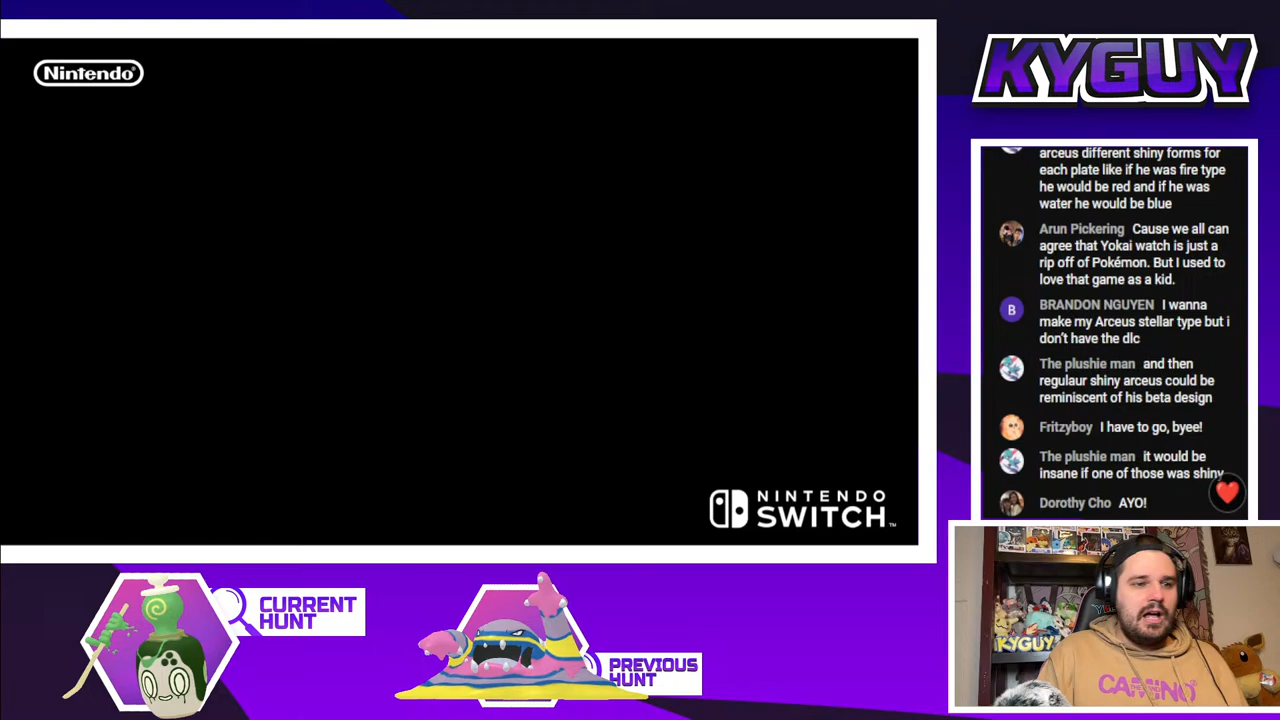 Nintendo®
NINTENDO
SWITCH™
KYGUY
arceus different shiny forms for
each plate like if he was fire type
he would be red and if he was
water he would be blue
Arun Pickering Cause we all can
agree that Yokai watch is just a
rip off of Pokémon. But I used to
love that game as a kid.
B
BRANDON NGUYEN I wanna
make my Arceus stellar type but i
don't have the dlc
The plushie man and then
regulaur shiny arceus could be
reminiscent of his beta design
Fritzyboy I have to go, byee!
The plushie man it would be
insane if one of those was shiny
Dorothy Cho AYO!
CURRENT
HUNT
PREVIOUS
HUNT
KYGUY